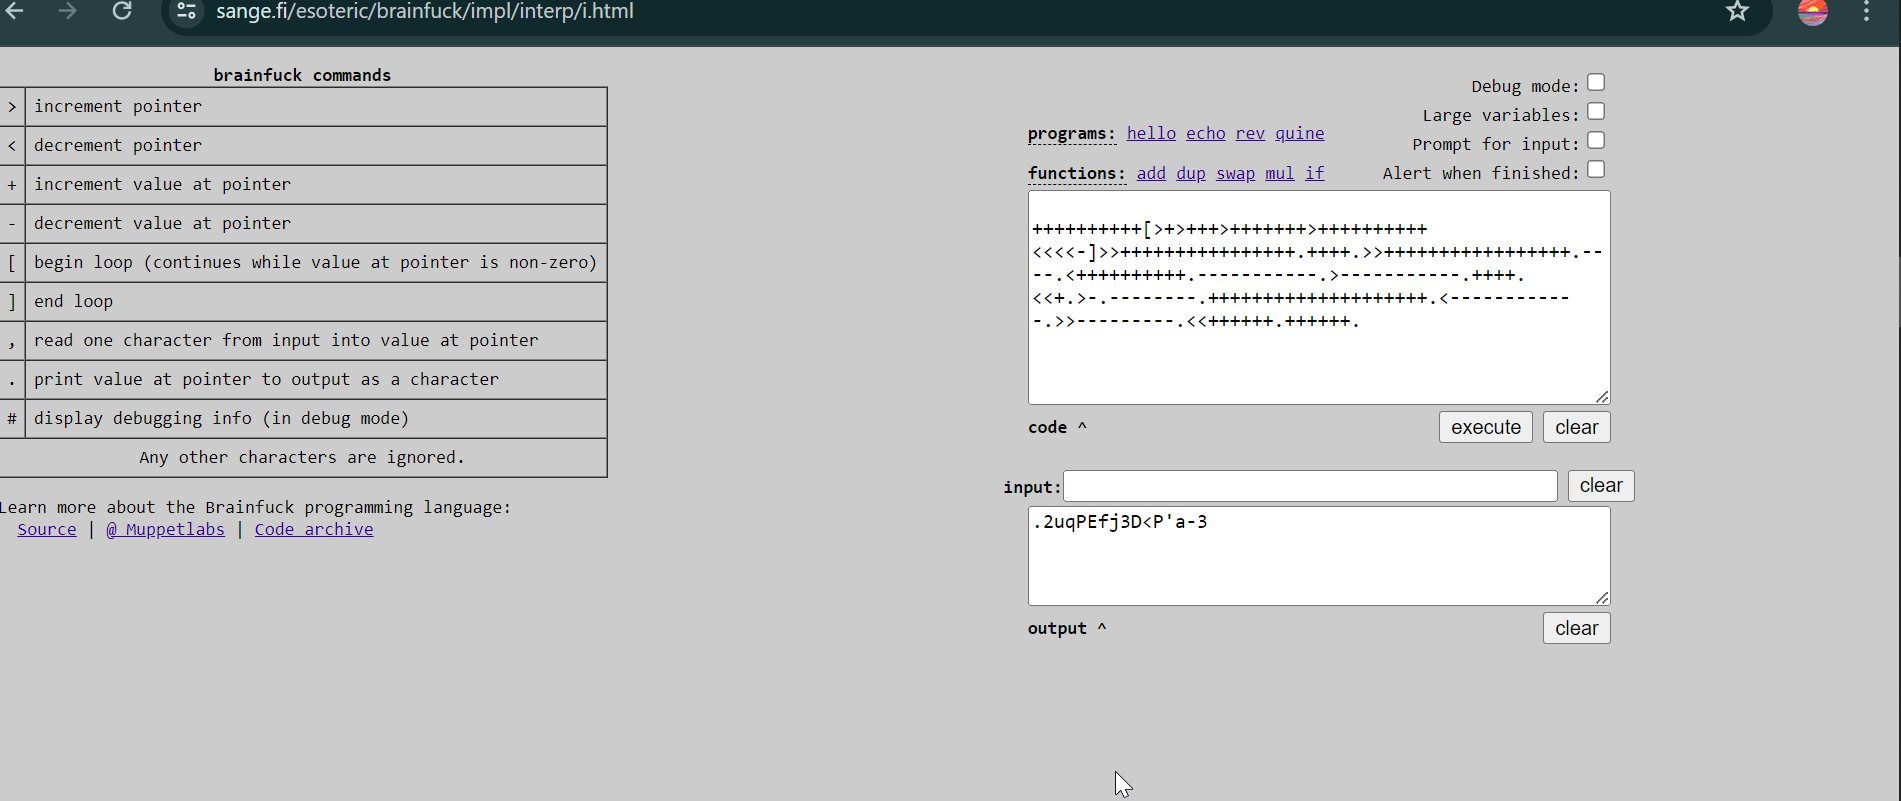 sange.fi/esoteric/brainfuck/impl/interp/i.html
brainfuck commands
> increment pointer
< decrement pointer
+ increment value at pointer
- decrement value at pointer
[ begin loop (continues while value at pointer is non-zero)
] end loop
, read one character from input into value at pointer
. print value at pointer to output as a character
# display debugging info (in debug mode)
Any other characters are ignored.
Learn more about the Brainfuck programming language:
Source | @ Muppetlabs | Code archive
Debug mode:
Large variables:
programs: hello echo rev quine
Prompt for input:
functions: add dup swap mul if
Alert when finished:
++++++++++[>+>+++>+++++++>++++++++++
<<<<-]>>++++++++++++++++.++++.>>+++++++++++++++++.--
--.<++++++++++.-----------.>-----------.++++.
<<+.>-.--------.++++++++++++++++++++.<-----------
-.>>---------.<<++++++.++++++.
code ^
execute clear
input: clear
.2uqPEfj3D<P'a-3
output ^
clear